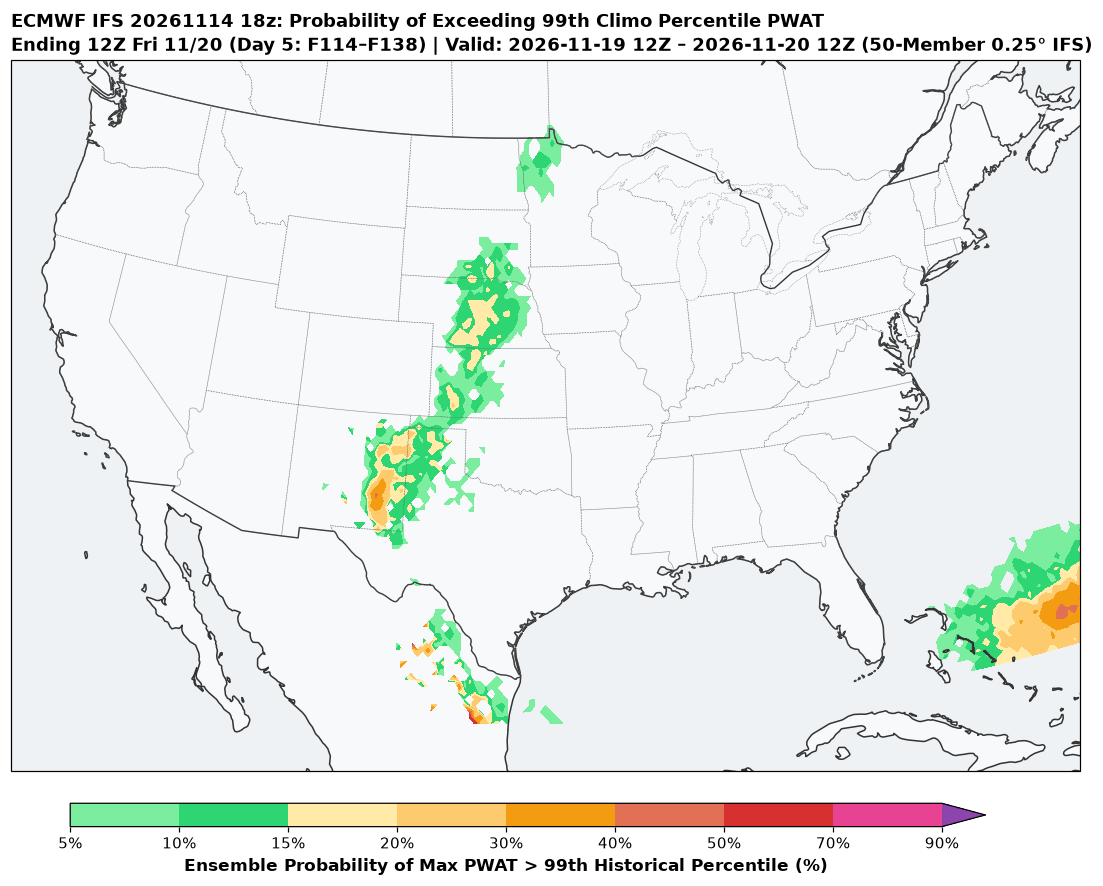 ECMWF IFS 20261114 18z: Probability of Exceeding 99th Climo Percentile PWAT
Ending 12Z Fri 11/20 (Day 5: F114–F138) | Valid: 2026-11-19 12Z – 2026-11-20 12Z (50-Member 0.25° IFS)
5% 10% 15% 20% 30% 40% 50% 70% 90%
Ensemble Probability of Max PWAT > 99th Historical Percentile (%)